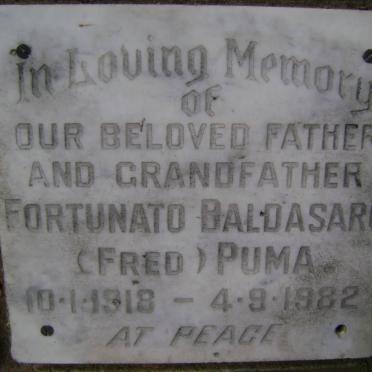 In Loving Memory
of
OUR BELOVED FATHER
AND GRANDFATHER
FORTUNATO BALDASARE
(FRED) PUMA
10·1·1918 – 4·9·1982
AT PEACE